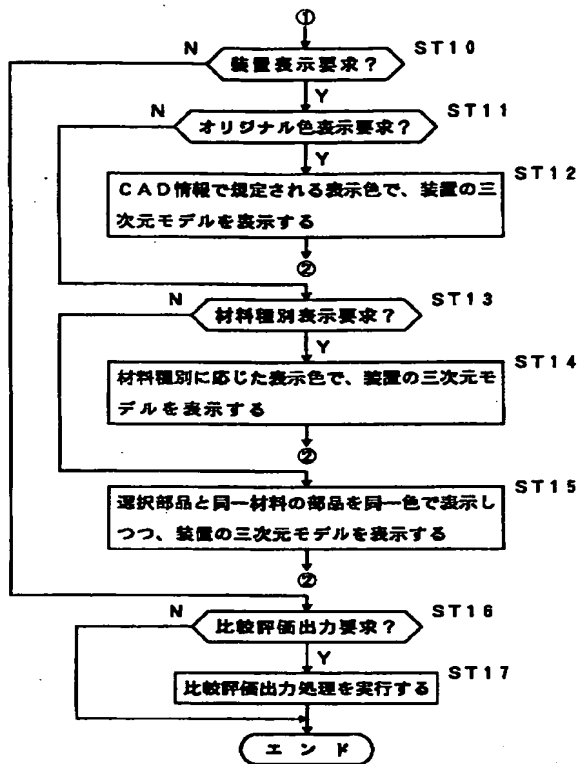 ①
N
ST10
装置表示要求?
Y
N
ST11
オリジナル色表示要求?
Y
ST12
CAD情報で規定される表示色で、装置の三
次元モデルを表示する
②
N
ST13
材料種別表示要求?
Y
ST14
材料種別に応じた表示色で、装置の三次元モ
デルを表示する
②
ST15
選択部品と同一材料の部品を同一色で表示し
つつ、装置の三次元モデルを表示する
②
N
ST16
比較評価出力要求?
Y
ST17
比較評価出力処理を実行する
エンド